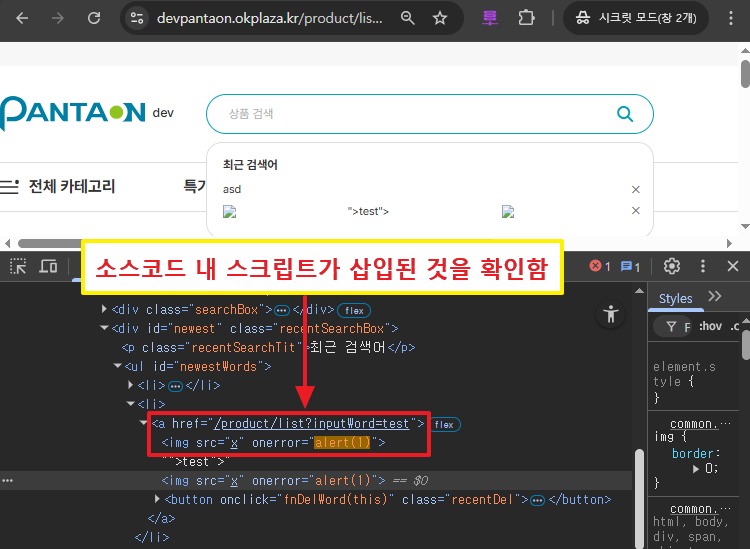 devpantaon.okplaza.kr/product/lis...
시크릿 모드(창 2개)
PANTAON dev
상품 검색
최근 검색어
전체 카테고리
특가
asd
">test">
소스코드 내 스크립트가 삽입된 것을 확인함
1
1
Styles
<div class="searchBox"> </div> flex
<div id="newest" class="recentSearchBox">
<p class="recentSearchTit">최근 검색어</p>
<ul id="newestWords">
<li> </li>
<li>
<a href="/product/list?inputWord=test"> flex
<img src="x" onerror="alert(1)">
"">test">"
<img src="x" onerror="alert(1)"> == $0
<button onclick="fnDelWord(this)" class="recentDel"> </button>
</a>
</li>
F :hov
element.s
tyle {
}
common.…
img {
border:
0;
}
common.…
html, body,
div, span,